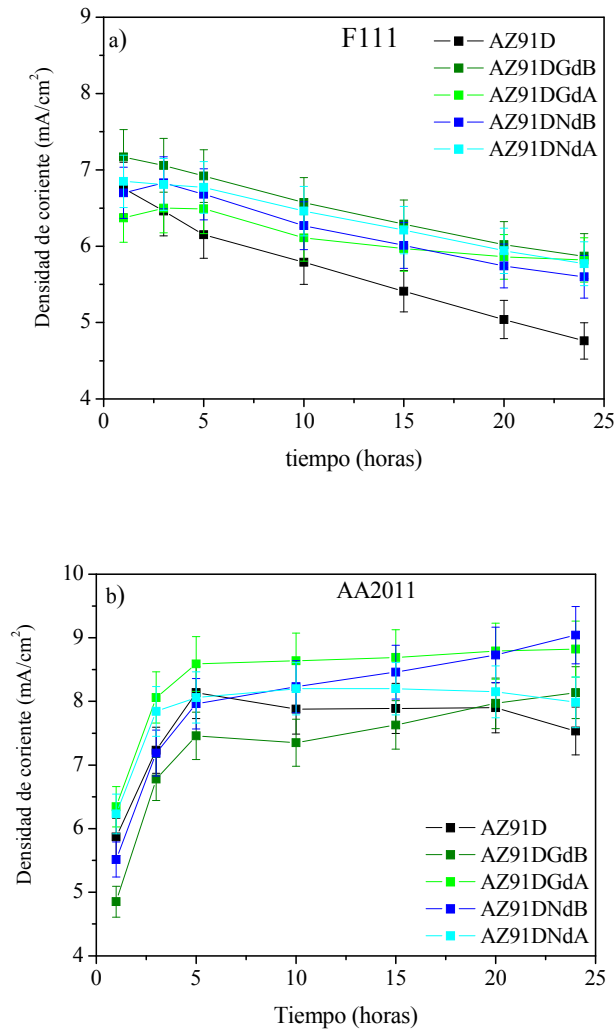 a)
F111
AZ91D
AZ91DGdB
AZ91DGdA
AZ91DNdB
AZ91DNdA
Densidad de coriente (mA/cm²)
9
8
7
6
5
4
0 5 10 15 20 25
tiempo (horas)
b)
AA2011
Densidad de coriente (mA/cm²)
10
9
8
7
6
5
4
AZ91D
AZ91DGdB
AZ91DGdA
AZ91DNdB
AZ91DNdA
0 5 10 15 20 25
Tiempo (horas)